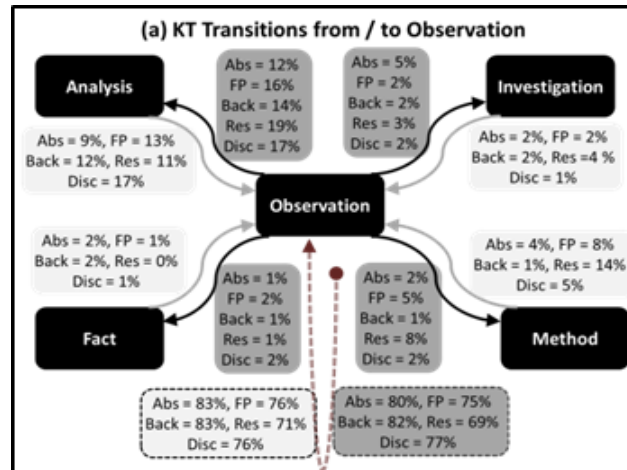 (a) KT Transitions from / to Observation
Analysis
Abs = 12%
FP = 16%
Back = 14%
Res = 19%
Disc = 17%
Abs = 5%
FP = 2%
Back = 2%
Res = 3%
Disc = 2%
Investigation
Abs = 9%, FP = 13%
Back = 12%, Res = 11%
Disc = 17%
Abs = 2%, FP = 2%
Back = 2%, Res =4 %
Disc = 1%
Observation
Abs = 2%, FP = 1%
Back = 2%, Res = 0%
Disc = 1%
Abs = 4%, FP = 8%
Back = 1%, Res = 14%
Disc = 5%
Fact
Abs = 1%
FP = 2%
Back = 1%
Res = 1%
Disc = 2%
Abs = 2%
FP = 5%
Back = 1%
Res = 8%
Disc = 2%
Method
Abs = 83%, FP = 76%
Back = 83%, Res = 71%
Disc = 76%
Abs = 80%, FP = 75%
Back = 82%, Res = 69%
Disc = 77%